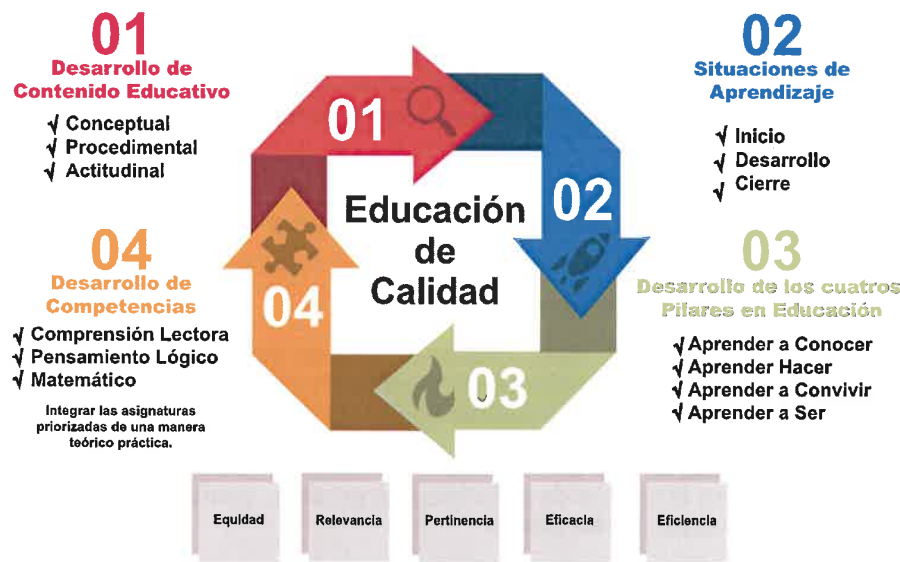 01
Desarrollo de
Contenido Educativo
√ Conceptual
√ Procedimental
√ Actitudinal
02
Situaciones de
Aprendizaje
√ Inicio
√ Desarrollo
√ Cierre
01
02
03
04
Educación
de
Calidad
04
Desarrollo de
Competencias
√ Comprensión Lectora
√ Pensamiento Lógico
√ Matemático
Integrar las asignaturas
priorizadas de una manera
teórico práctica.
03
Desarrollo de los cuatros
Pilares en Educación
√ Aprender a Conocer
√ Aprender Hacer
√ Aprender a Convivir
√ Aprender a Ser
Equidad
Relevancia
Pertinencia
Eficacia
Eficiencia